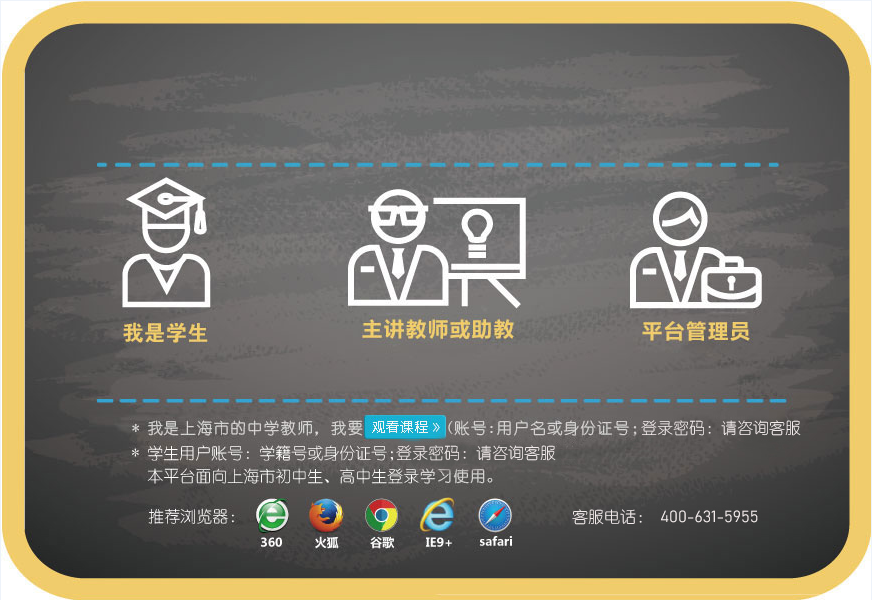 我是学生
主讲教师或助教
平台管理员
* 我是上海市的中学教师，我要 观看课程 》(账号:用户名或身份证号;登录密码：请咨询客服
* 学生用户账号：学籍号或身份证号;登录密码：请咨询客服
本平台面向上海市初中生、高中生登录学习使用。
推荐浏览器：
360
火狐
谷歌
IE9+
safari
客服电话： 400-631-5955